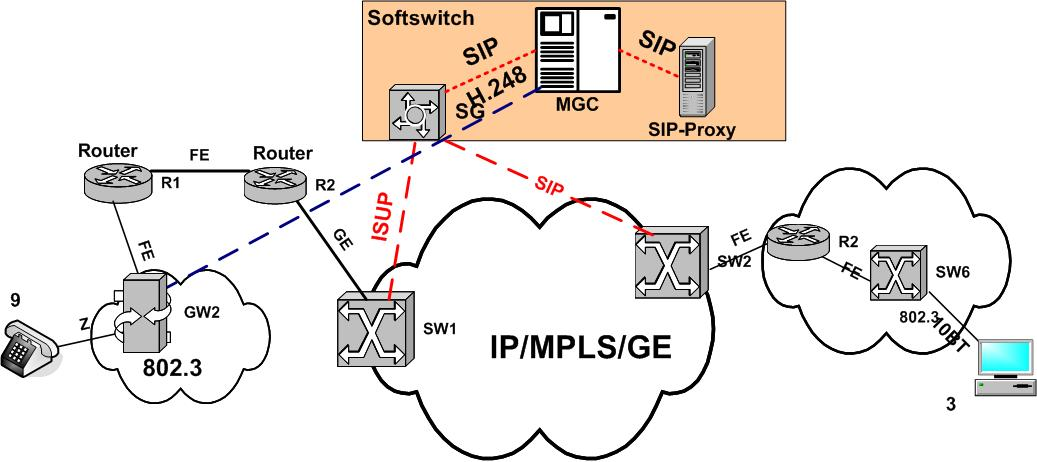 Softswitch
SIP
SIP
H.248
SG
MGC
SIP-Proxy
Router
FE
Router
R1
R2
ISUP
SIP
FE
GE
FE
R2
SW2
FE
SW6
9
Z
GW2
802.3
SW1
IP/MPLS/GE
802.3
10BT
3